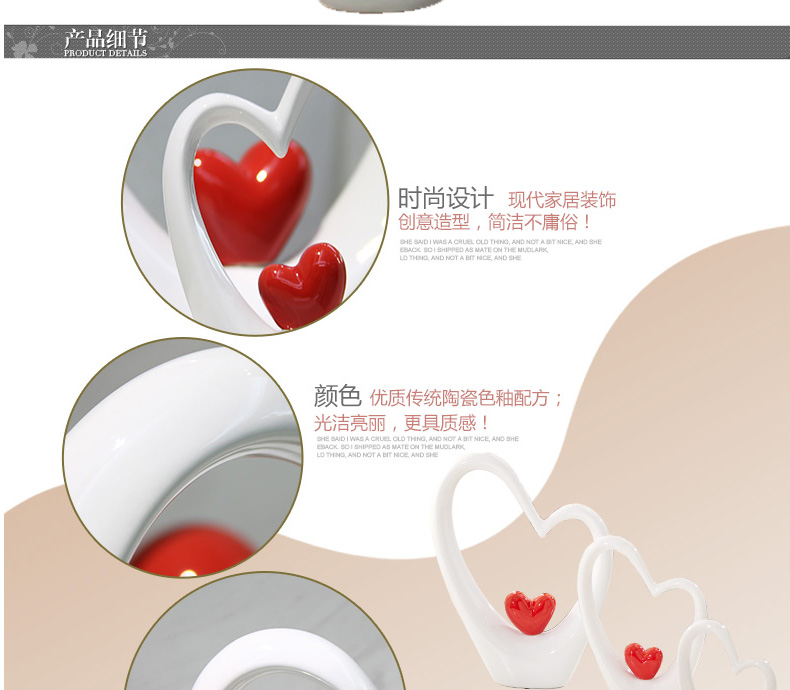 产品细节
PRODUCT DETAILS
时尚设计 现代家居装饰
创意造型，简洁不庸俗！
SHE SAID I WAS A CRUEL OLD THING, AND NOT A BIT NICE, AND SHE
EBACK. SO I SHIPPED AS MATE ON THE MUDLARK,
LD THING, AND NOT A BIT NICE, AND SHE
颜色 优质传统陶瓷色釉配方；
光洁亮丽，更具质感！
SHE SAID I WAS A CRUEL OLD THING, AND NOT A BIT NICE, AND SHE
EBACK. SO I SHIPPED AS MATE ON THE MUDLARK,
LD THING, AND NOT A BIT NICE, AND SHE